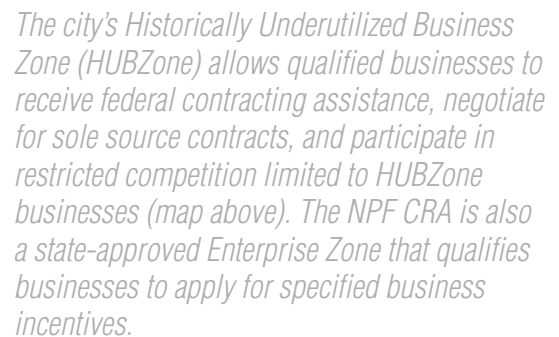 The city's Historically Underutilized Business
Zone (HUBZone) allows qualified businesses to
receive federal contracting assistance, negotiate
for sole source contracts, and participate in
restricted competition limited to HUBZone
businesses (map above). The NPF CRA is also
a state-approved Enterprise Zone that qualifies
businesses to apply for specified business
incentives.